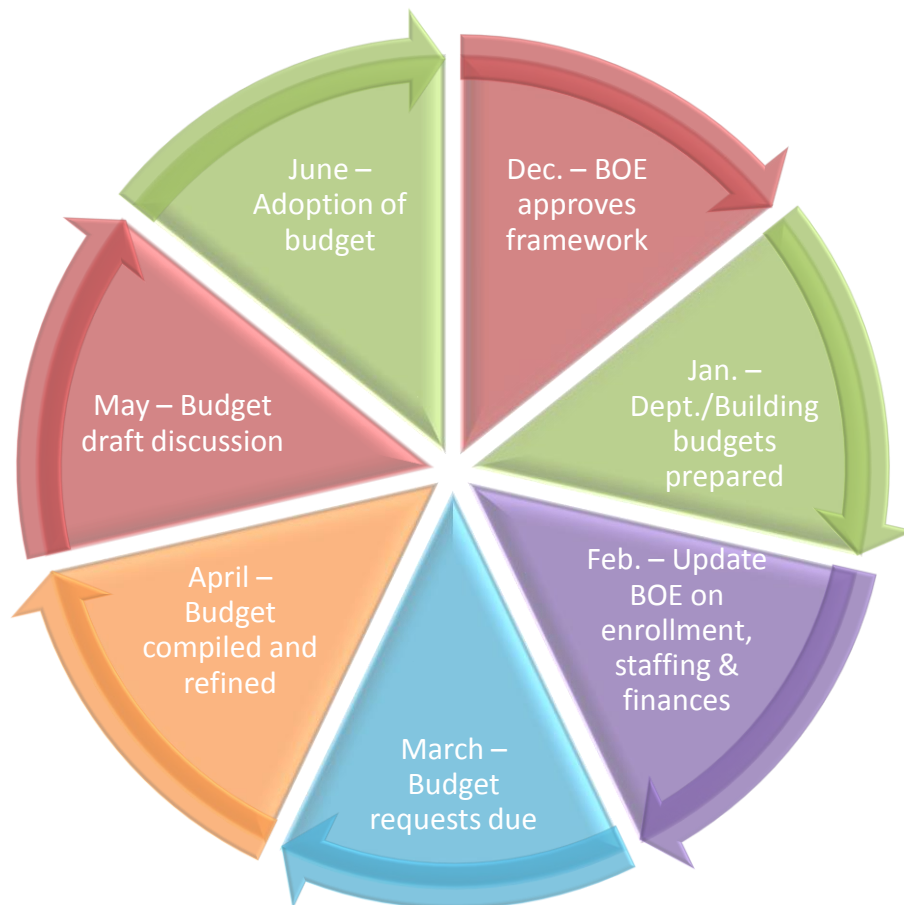 Dec. – BOE
approves
framework
Jan. –
Dept./Building
budgets
prepared
Feb. – Update
BOE on
enrollment,
staffing &
finances
March –
Budget
requests due
April –
Budget
compiled and
refined
May – Budget
draft discussion
June –
Adoption of
budget